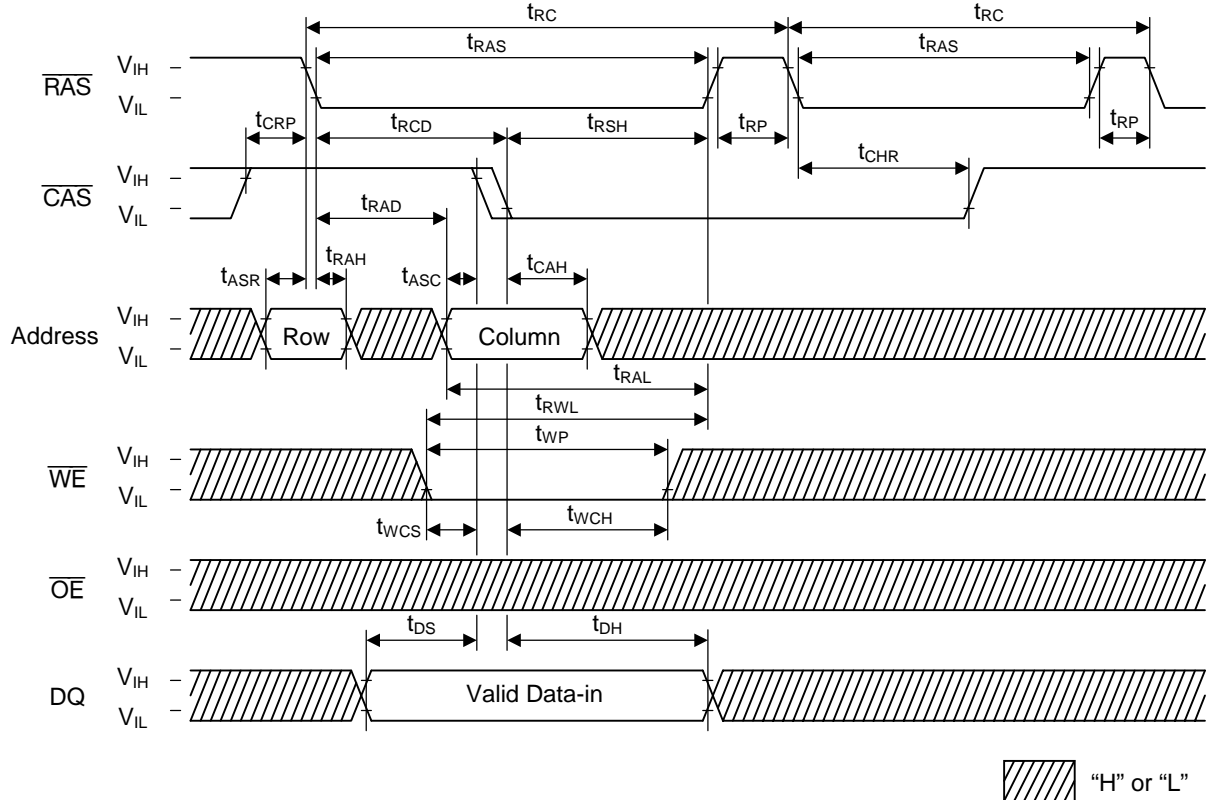 tRC tRC
tRAS tRAS
RAS VIH
VIL
tCRP tRCD tRSH tRP tRP
tCHR
CAS VIH
VIL
tRAD
tASR tRAH tASC tCAH
Address VIH
VIL
Row Column
tRAL
tRWL
tWP
WE VIH
VIL
tWCS tWCH
OE VIH
VIL
tDS tDH
DQ VIH
VIL
Valid Data-in
“H” or “L”